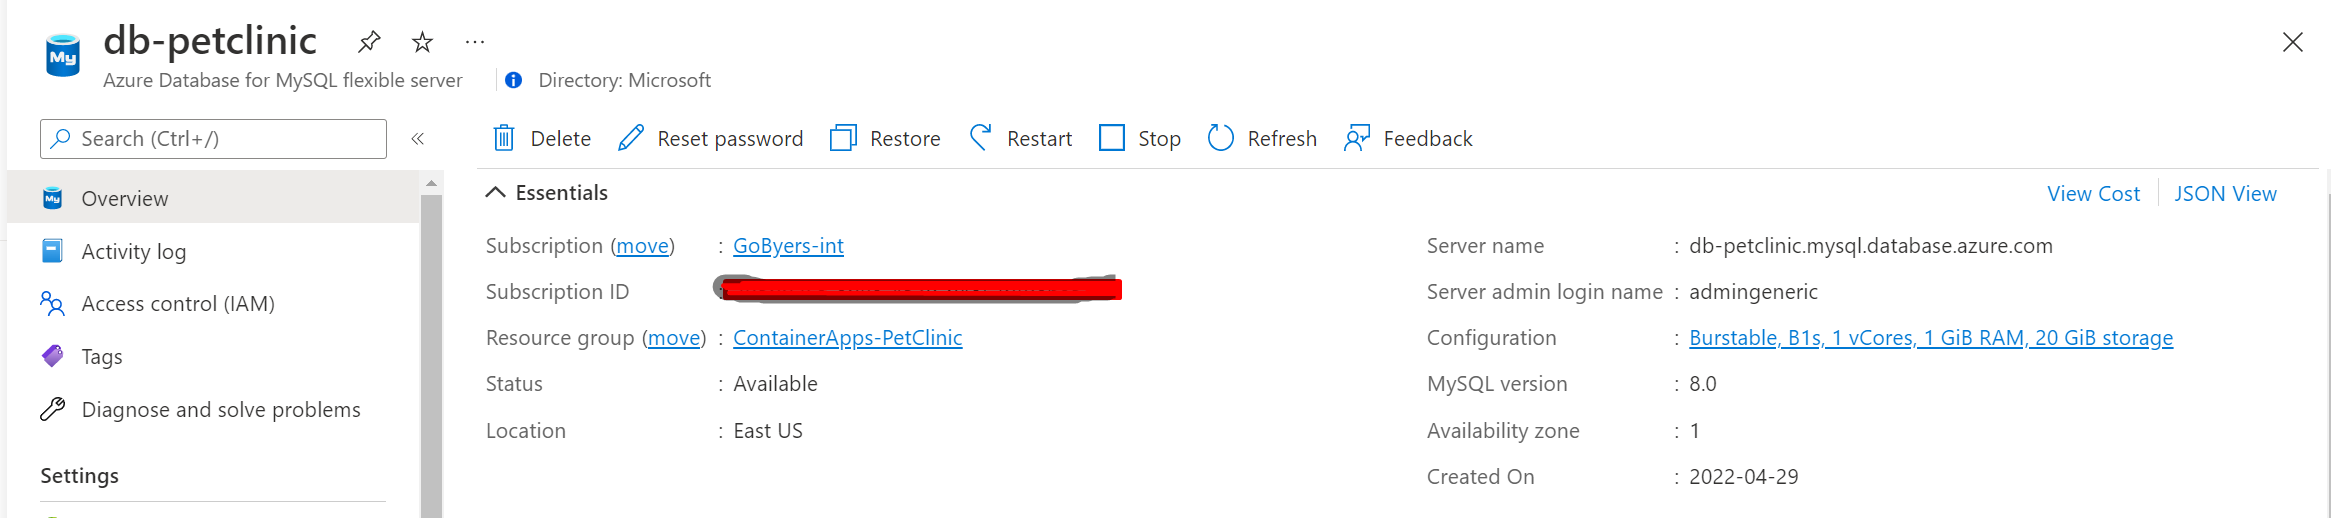 db-petclinic
Azure Database for MySQL flexible server
Directory: Microsoft
Search (Ctrl+/)
«
Overview
Activity log
Access control (IAM)
Tags
Diagnose and solve problems
Settings
Delete
Reset password
Restore
Restart
Stop
Refresh
Feedback
Essentials
View Cost
JSON View
Subscription (move) : GoByers-int
Subscription ID
Resource group (move) : ContainerApps-PetClinic
Status : Available
Location : East US
Server name : db-petclinic.mysql.database.azure.com
Server admin login name : admingeneric
Configuration : Burstable, B1s, 1 vCores, 1 GiB RAM, 20 GiB storage
MySQL version : 8.0
Availability zone : 1
Created On : 2022-04-29